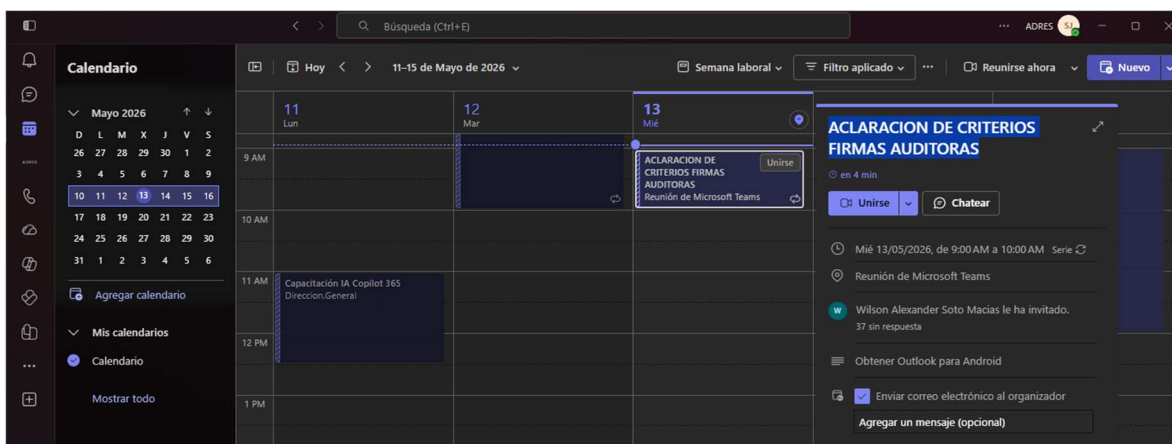 Búsqueda (Ctrl+E)
ADRES
SJ
Calendario
Hoy
11–15 de Mayo de 2026
Semana laboral
Filtro aplicado
Reunirse ahora
Nuevo
Mayo 2026
D L M X J V S
26 27 28 29 30 1 2
3 4 5 6 7 8 9
10 11 12 13 14 15 16
17 18 19 20 21 22 23
24 25 26 27 28 29 30
31 1 2 3 4 5 6
Agregar calendario
Mis calendarios
Calendario
Mostrar todo
ADRES
11
Lun
12
Mar
13
Mié
9 AM
10 AM
11 AM
12 PM
1 PM
Capacitación IA Copilot 365
Direccion.General
ACLARACION DE
CRITERIOS FIRMAS
AUDITORAS
Reunión de Microsoft Teams
Unirse
ACLARACION DE CRITERIOS
FIRMAS AUDITORAS
en 4 min
Unirse
Chatear
Mié 13/05/2026, de 9:00 AM a 10:00 AM Serie
Reunión de Microsoft Teams
W
Wilson Alexander Soto Macias le ha invitado.
37 sin respuesta
Obtener Outlook para Android
Enviar correo electrónico al organizador
Agregar un mensaje (opcional)